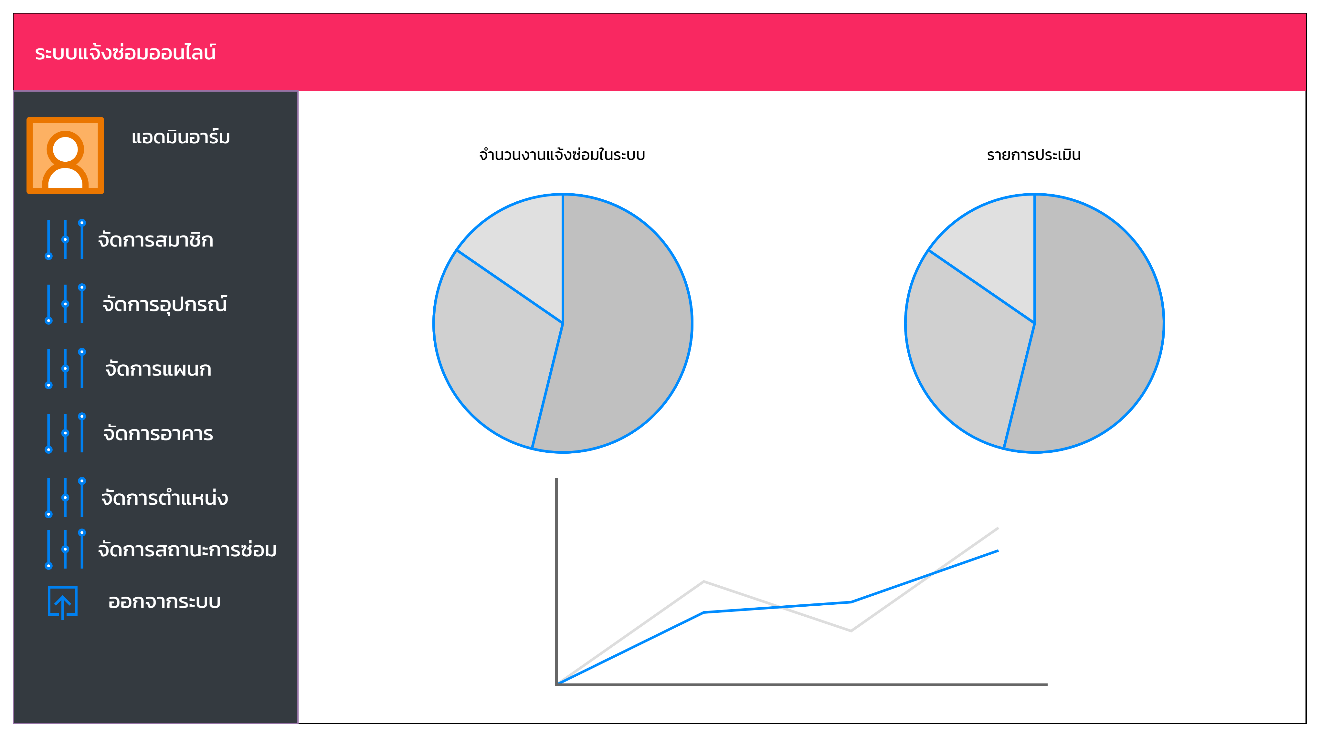 ระบบแจ้งซ่อมออนไลน์
แอดมินอาร์ม
จัดการสมาชิก
จัดการอุปกรณ์
จัดการแผนก
จัดการอาคาร
จัดการตำแหน่ง
จัดการสถานะการซ่อม
ออกจากระบบ
จำนวนงานแจ้งซ่อมในระบบ
รายการประเมิน